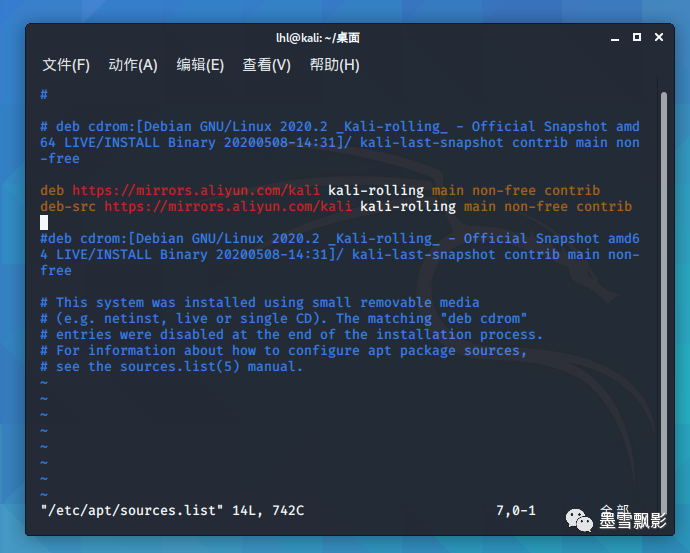 lhl@kali: ~/桌面
文件(F) 动作(A) 编辑(E) 查看(V) 帮助(H)
#
# deb cdrom:[Debian GNU/Linux 2020.2 _Kali-rolling_ - Official Snapshot amd
64 LIVE/INSTALL Binary 20200508-14:31]/ kali-last-snapshot contrib main non
-free
deb https://mirrors.aliyun.com/kali kali-rolling main non-free contrib
deb-src https://mirrors.aliyun.com/kali kali-rolling main non-free contrib
#deb cdrom:[Debian GNU/Linux 2020.2 _Kali-rolling_ - Official Snapshot amd6
4 LIVE/INSTALL Binary 20200508-14:31]/ kali-last-snapshot contrib main non-
free
# This system was installed using small removable media
# (e.g. netinst, live or single CD). The matching "deb cdrom"
# entries were disabled at the end of the installation process.
# For information about how to configure apt package sources,
# see the sources.list(5) manual.
~
~
~
~
~
~
~
~
"/etc/apt/sources.list" 14L, 742C 7,0-1 全部
墨雪飘影